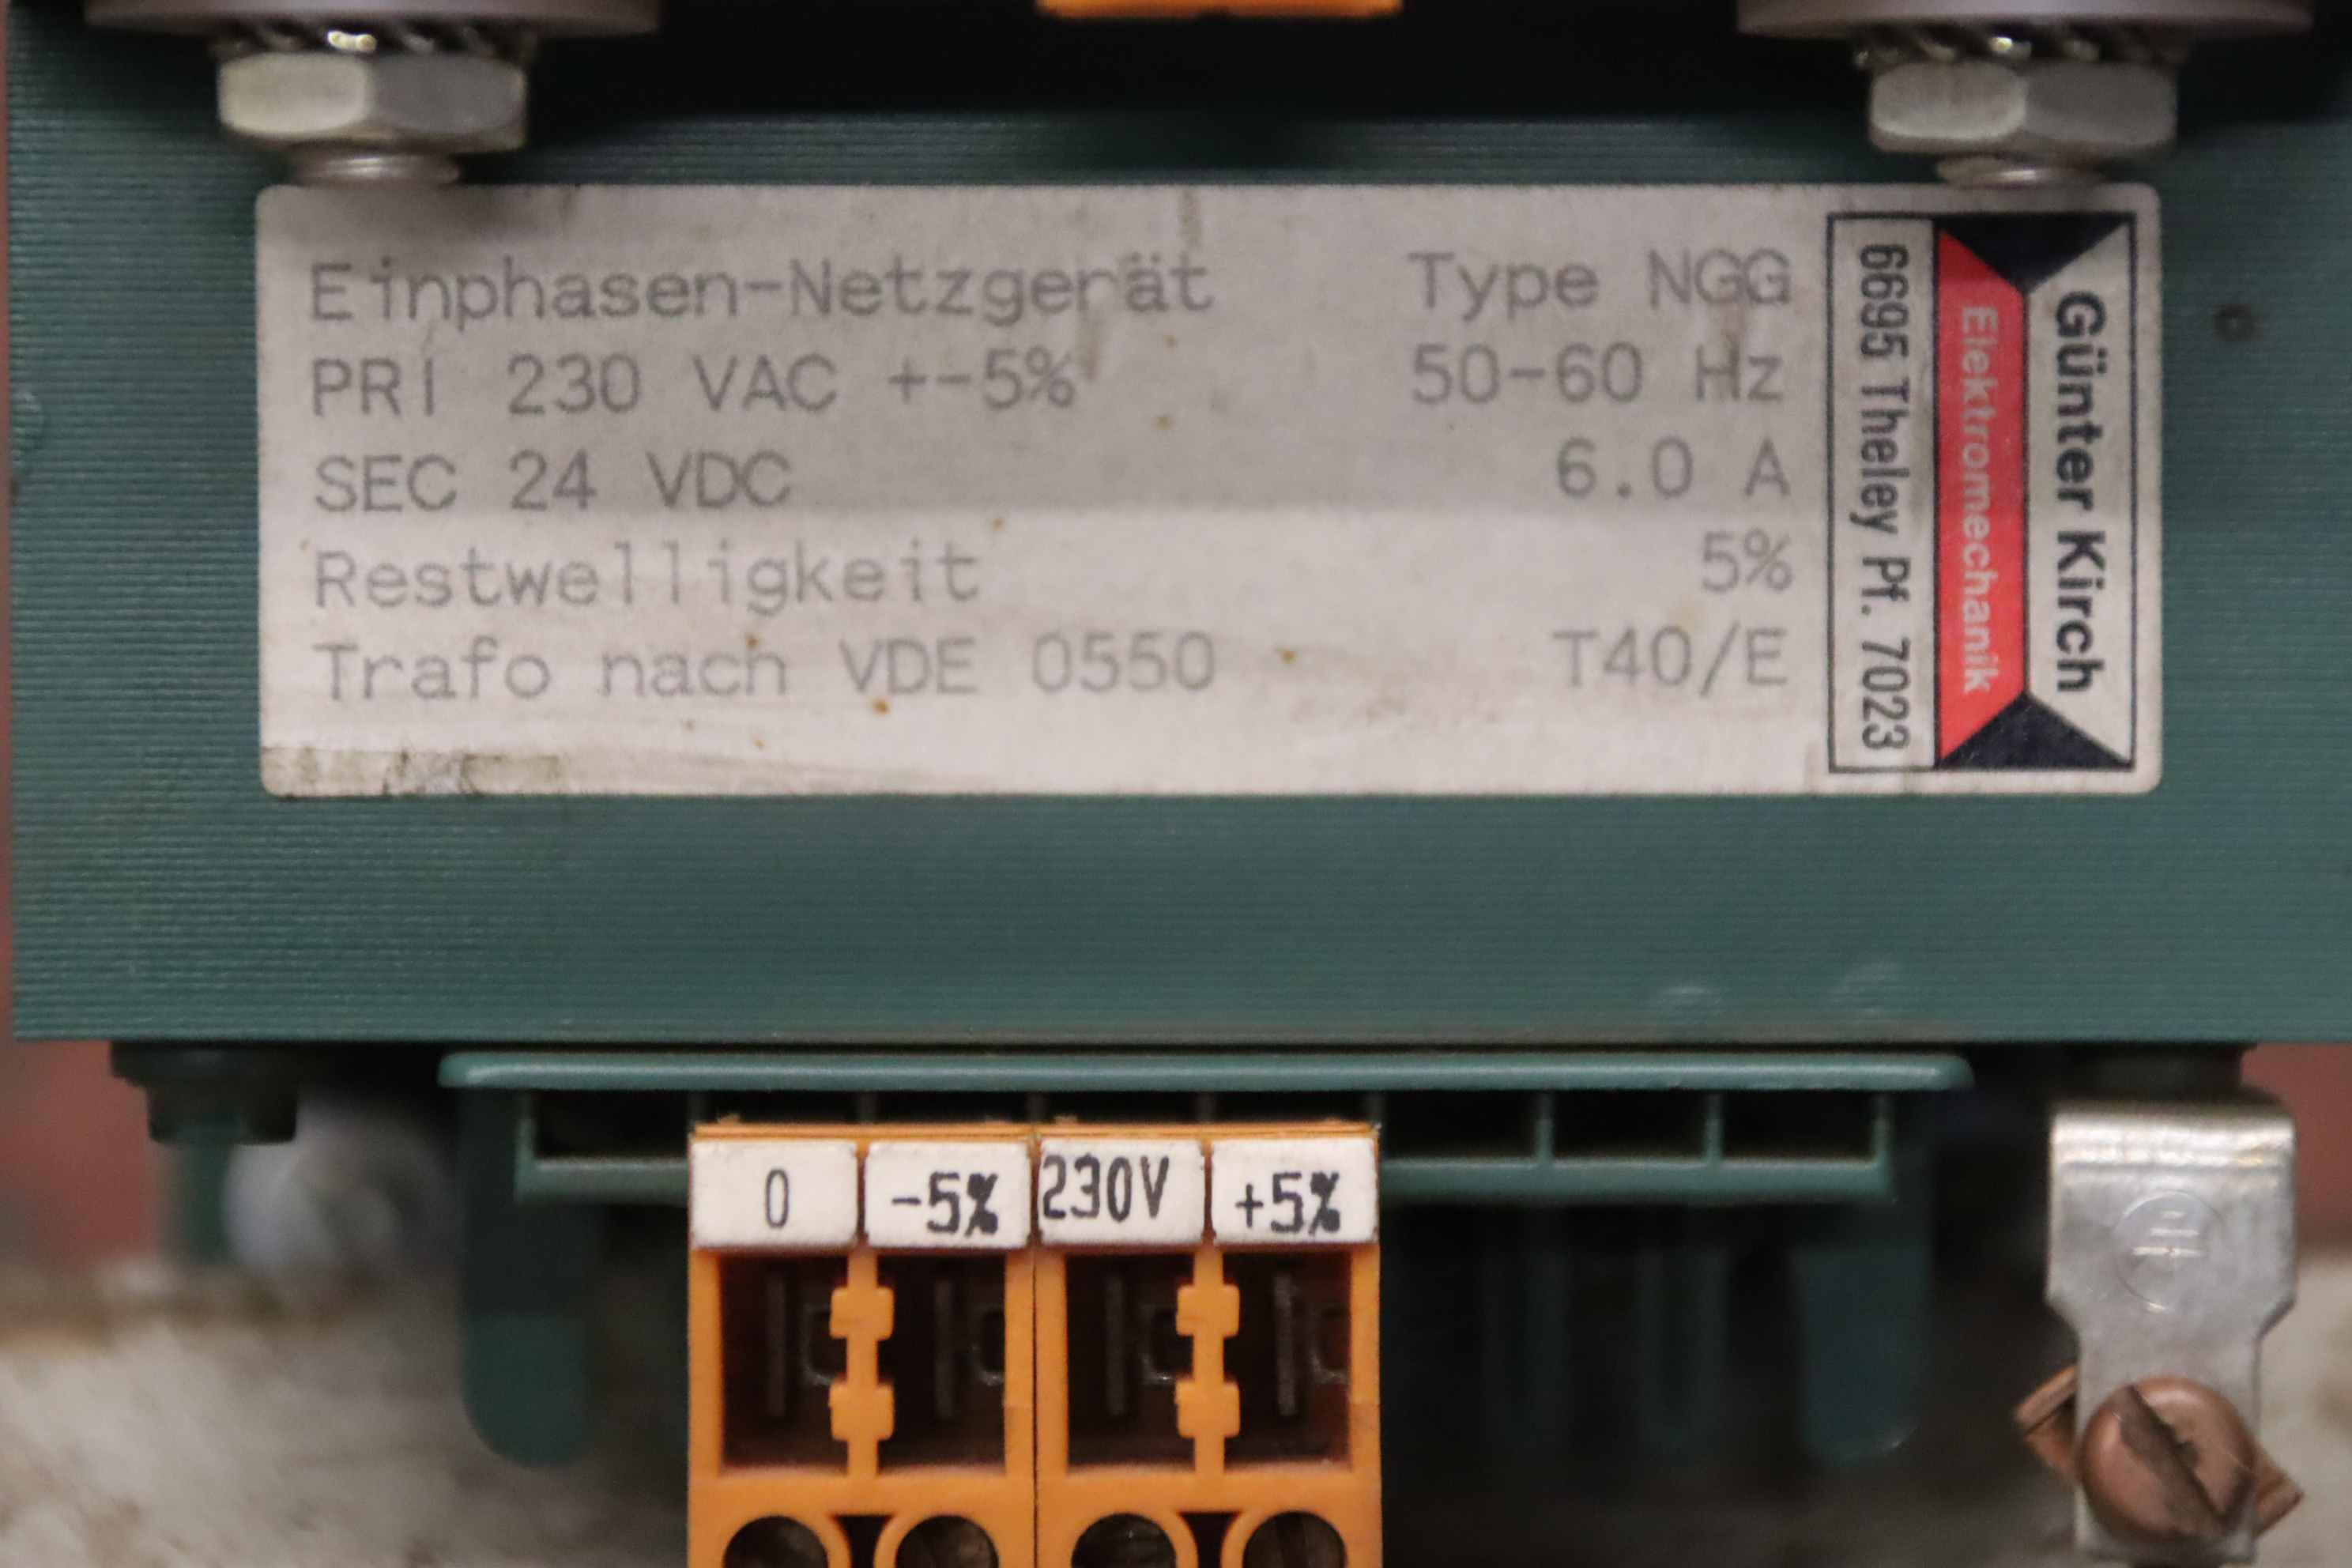 Einphasen-Netzgerät Type NGG
PRI 230 VAC +-5% 50-60 Hz
SEC 24 VDC 6.0 A
Restwelligkeit 5%
Trafo nach VDE 0550 T40/E
Günter Kirch
Elektromechanik
6695 Theley Pf. 7023
0 -5% 230V +5%